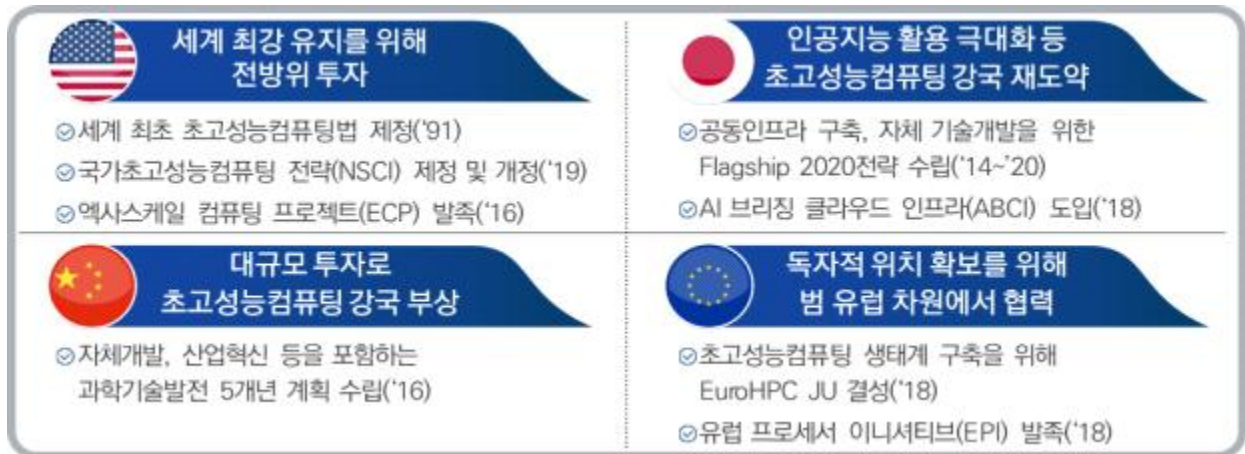 세계 최강 유지를 위해
전방위 투자
세계 최초 초고성능컴퓨팅법 제정('91)
국가초고성능컴퓨팅 전략(NSCI) 제정 및 개정('19)
엑사스케일 컴퓨팅 프로젝트(ECP) 발족('16)
인공지능 활용 극대화 등
초고성능컴퓨팅 강국 재도약
공동인프라 구축, 자체 기술개발을 위한
Flagship 2020전략 수립('14~'20)
AI 브리징 클라우드 인프라(ABCI) 도입('18)
대규모 투자로
초고성능컴퓨팅 강국 부상
자체개발, 산업혁신 등을 포함하는
과학기술발전 5개년 계획 수립('16)
독자적 위치 확보를 위해
범 유럽 차원에서 협력
초고성능컴퓨팅 생태계 구축을 위해
EuroHPC JU 결성('18)
유럽 프로세서 이니셔티브(EPI) 발족('18)